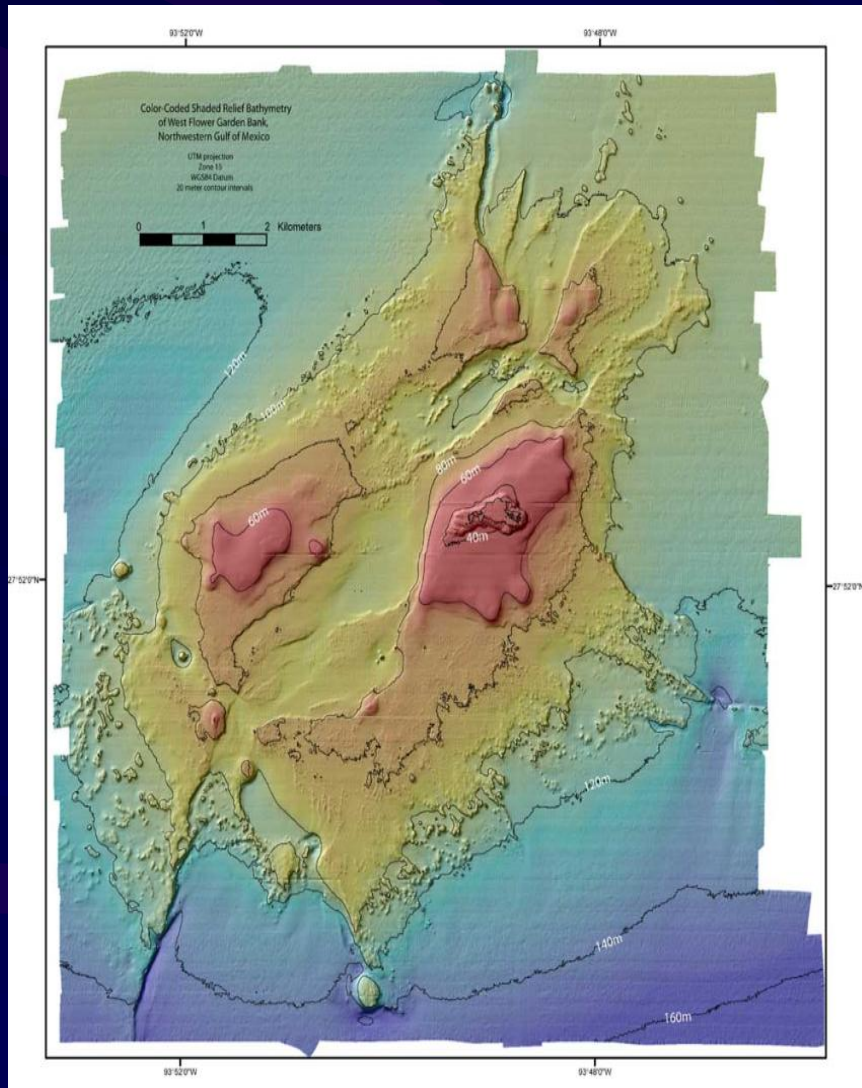 93°52'0"W
93°48'0"W
Color-Coded Shaded Relief Bathymetry
of West Flower Garden Bank,
Northwestern Gulf of Mexico
UTM projection
Zone 15
WGS84 Datum
20 meter contour intervals
0 1 2 Kilometers
120m
100m
80m
60m
60m
40m
27°52'0"N
27°52'0"N
120m
140m
160m
93°52'0"W
93°48'0"W